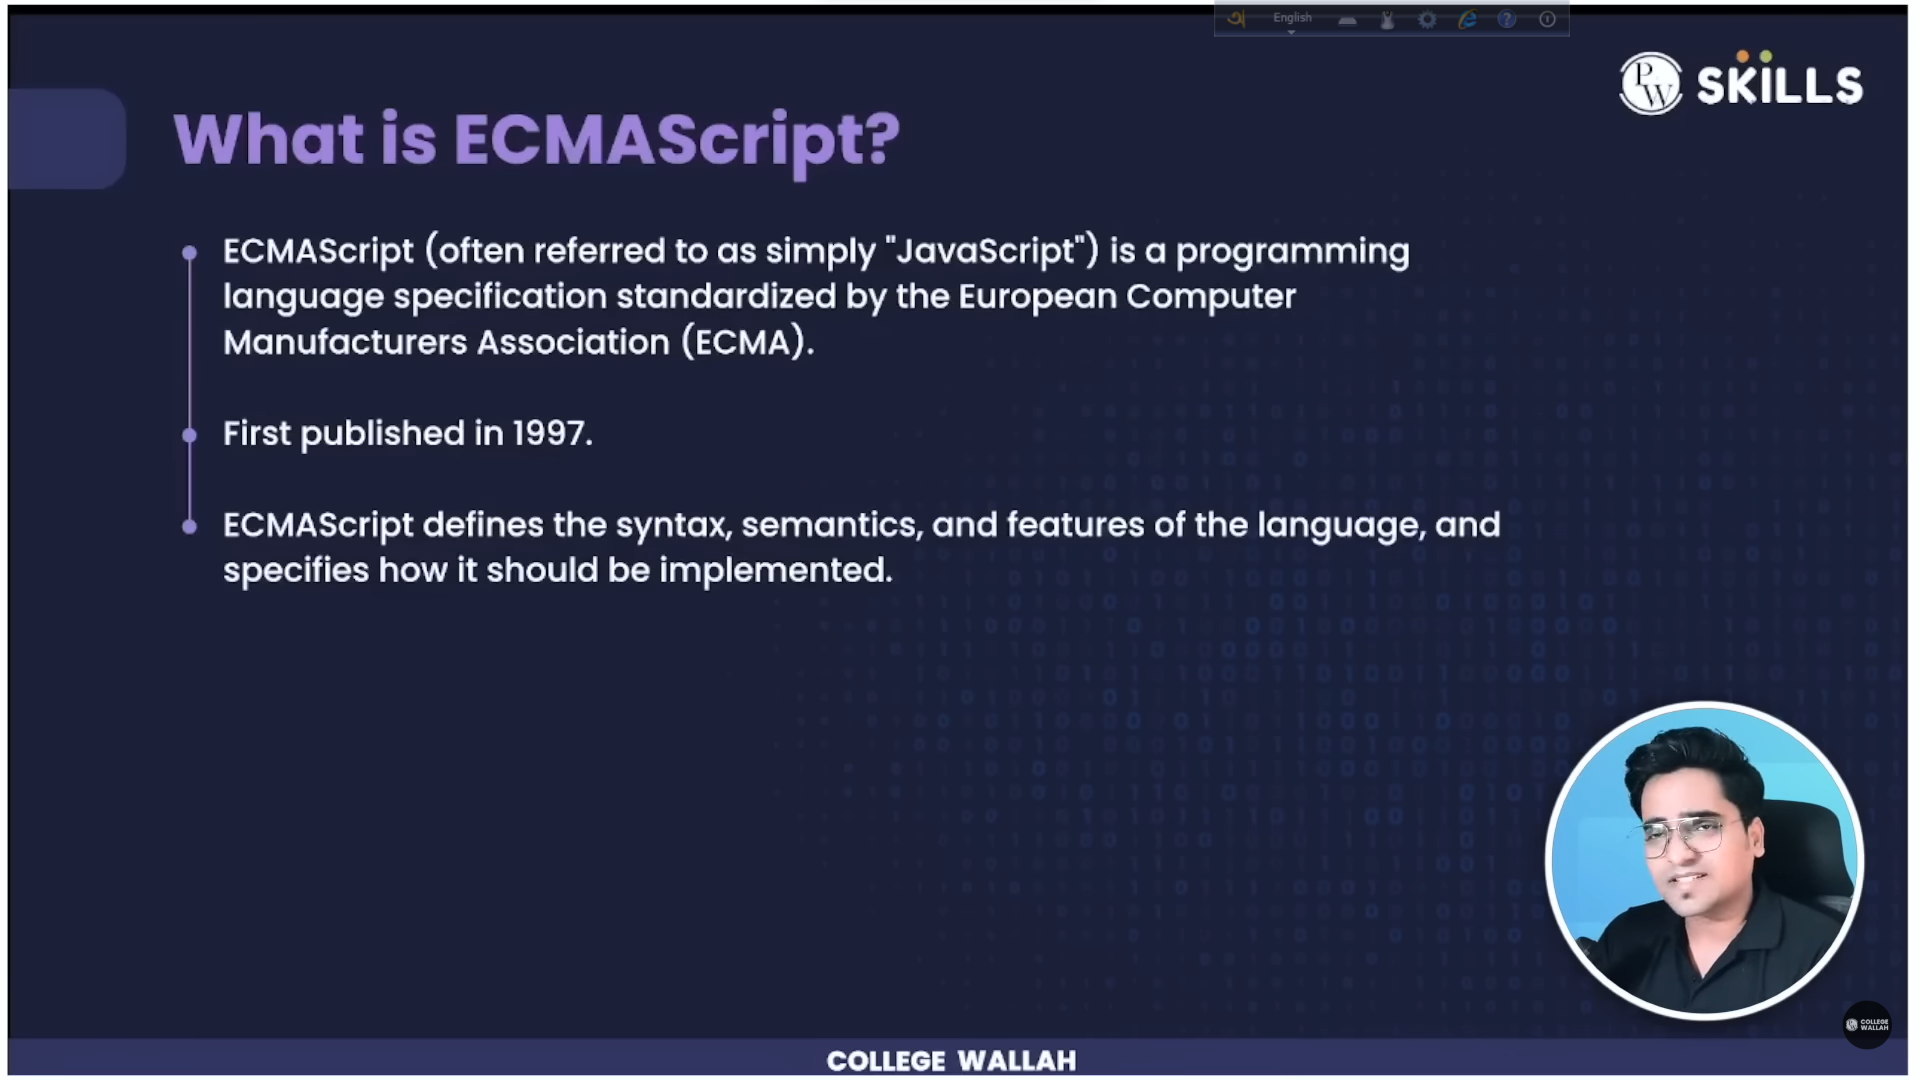 English
PW SKILLS
What is ECMAScript?
ECMAScript (often referred to as simply "JavaScript") is a programming
language specification standardized by the European Computer
Manufacturers Association (ECMA).
First published in 1997.
ECMAScript defines the syntax, semantics, and features of the language, and
specifies how it should be implemented.
COLLEGE
WALLAH
COLLEGE WALLAH